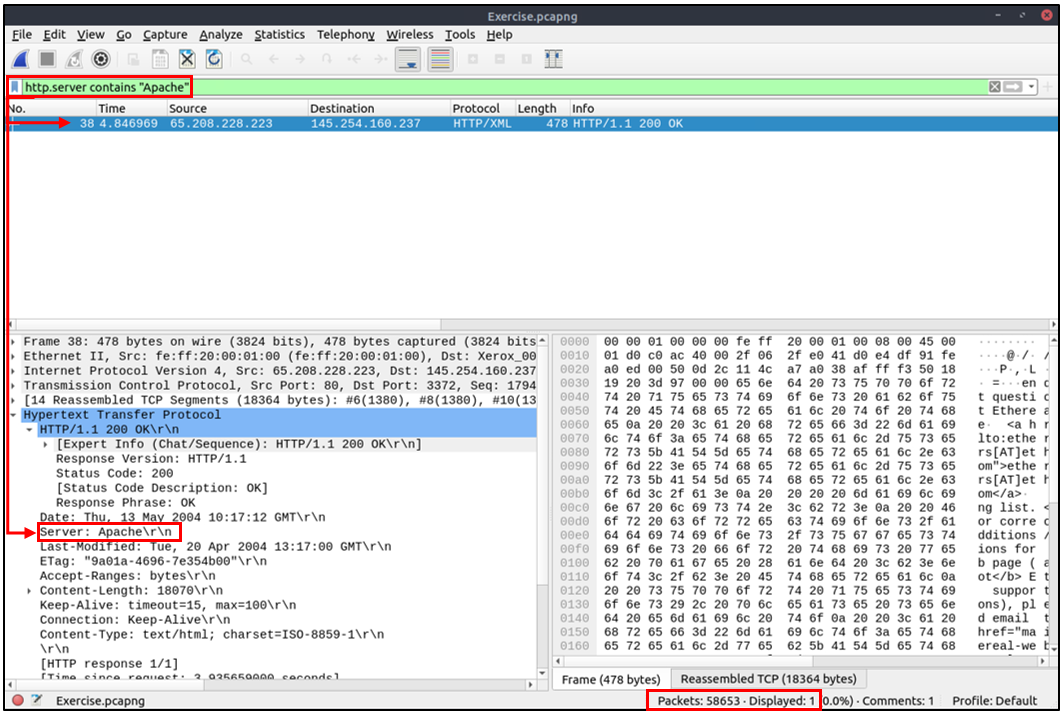 Exercise.pcapng
File Edit View Go Capture Analyze Statistics Telephony Wireless Tools Help
http.server contains "Apache"
No. Time Source Destination Protocol Length Info
38 4.846969 65.208.228.223 145.254.160.237 HTTP/XML 478 HTTP/1.1 200 OK
Frame 38: 478 bytes on wire (3824 bits), 478 bytes captured (3824 bits
Ethernet II, Src: fe:ff:20:00:01:00 (fe:ff:20:00:01:00), Dst: Xerox_00
Internet Protocol Version 4, Src: 65.208.228.223, Dst: 145.254.160.237
Transmission Control Protocol, Src Port: 80, Dst Port: 3372, Seq: 1794
[14 Reassembled TCP Segments (18364 bytes): #6(1380), #8(1380), #10(13
Hypertext Transfer Protocol
HTTP/1.1 200 OK\r\n
[Expert Info (Chat/Sequence): HTTP/1.1 200 OK\r\n]
Response Version: HTTP/1.1
Status Code: 200
[Status Code Description: OK]
Response Phrase: OK
Date: Thu, 13 May 2004 10:17:12 GMT\r\n
Server: Apache\r\n
Last-Modified: Tue, 20 Apr 2004 13:17:00 GMT\r\n
ETag: "9a01a-4696-7e354b00"\r\n
Accept-Ranges: bytes\r\n
Content-Length: 18070\r\n
Keep-Alive: timeout=15, max=100\r\n
Connection: Keep-Alive\r\n
Content-Type: text/html; charset=ISO-8859-1\r\n
\r\n
[HTTP response 1/1]
[Time since request: 3.935659000 seconds]
0000 00 00 01 00 00 00 fe ff 20 00 01 00 08 00 45 00 ········
0010 01 d0 c0 ac 40 00 2f 06 2f e0 41 d0 e4 df 91 fe ····@·/· /
0020 a0 ed 00 50 0d 2c 11 4c a7 a0 38 af ff f3 50 18 ···P·,·L ·
0030 19 20 3d 97 00 00 65 6e 64 20 73 75 70 70 6f 72 · =···en d
0040 74 20 71 75 65 73 74 69 6f 6e 73 20 61 62 6f 75 t questi o
0050 74 20 45 74 68 65 72 65 61 6c 20 74 6f 20 74 68 t Ethere a
0060 65 0a 20 20 3c 61 20 68 72 65 66 3d 22 6d 61 69 e· <a h r
0070 6c 74 6f 3a 65 74 68 65 72 65 61 6c 2d 75 73 65 lto:ethe r
0080 72 73 5b 41 54 5d 65 74 68 65 72 65 61 6c 2e 63 rs[AT]et h
0090 6f 6d 22 3e 65 74 68 65 72 65 61 6c 2d 75 73 65 om">ethe r
00a0 72 73 5b 41 54 5d 65 74 68 65 72 65 61 6c 2e 63 rs[AT]et h
00b0 6f 6d 3c 2f 61 3e 0a 20 20 20 20 6d 61 69 6c 69 om</a>·
00c0 6e 67 20 6c 69 73 74 2e 3c 62 72 3e 0a 20 20 46 ng list. <
00d0 6f 72 20 63 6f 72 72 65 63 74 69 6f 6e 73 2f 61 or corre c
00e0 64 64 69 74 69 6f 6e 73 2f 73 75 67 67 65 73 74 dditions /
00f0 69 6f 6e 73 20 66 6f 72 20 74 68 69 73 20 77 65 ions for
0100 62 20 70 61 67 65 20 28 61 6e 64 20 3c 62 3e 6e b page ( a
0110 6f 74 3c 2f 62 3e 20 45 74 68 65 72 65 61 6c 0a ot</b> E t
0120 20 20 73 75 70 70 6f 72 74 20 71 75 65 73 74 69 suppor t
0130 6f 6e 73 29 2c 20 70 6c 65 61 73 65 20 73 65 6e ons), pl e
0140 64 20 65 6d 61 69 6c 20 74 6f 0a 20 20 3c 61 20 d email t
0150 68 72 65 66 3d 22 6d 61 69 6c 74 6f 3a 65 74 68 href="ma i
0160 65 72 65 61 6c 2d 77 65 62 5b 41 54 5d 65 74 68 ereal-we b
Frame (478 bytes) Reassembled TCP (18364 bytes)
Exercise.pcapng Packets: 58653 · Displayed: 1 (0.0%) · Comments: 1 Profile: Default